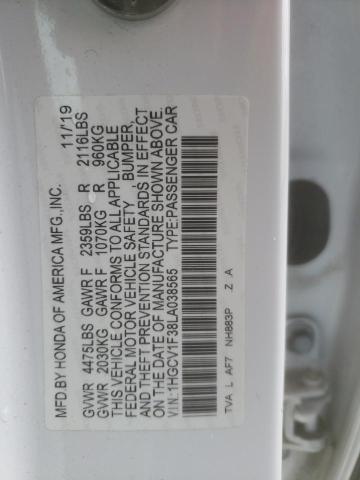 MFD.BY HONDA OF AMERICA MFG.,INC. 11/19
GVWR 4475LBS GAWR F 2359LBS R 2116LBS
GVWR 2030KG GAWR F 1070KG R 960KG
THIS VEHICLE CONFORMS TO ALL APPLICABLE
FEDERAL MOTOR VEHICLE SAFETY , BUMPER,
AND THEFT PREVENTION STANDARDS IN EFFECT
ON THE DATE OF MANUFACTURE SHOWN ABOVE.
V.I.N:1HGCV1F38LA038565 TYPE:PASSENGER CAR
TVA L AF7 NH883P Z A